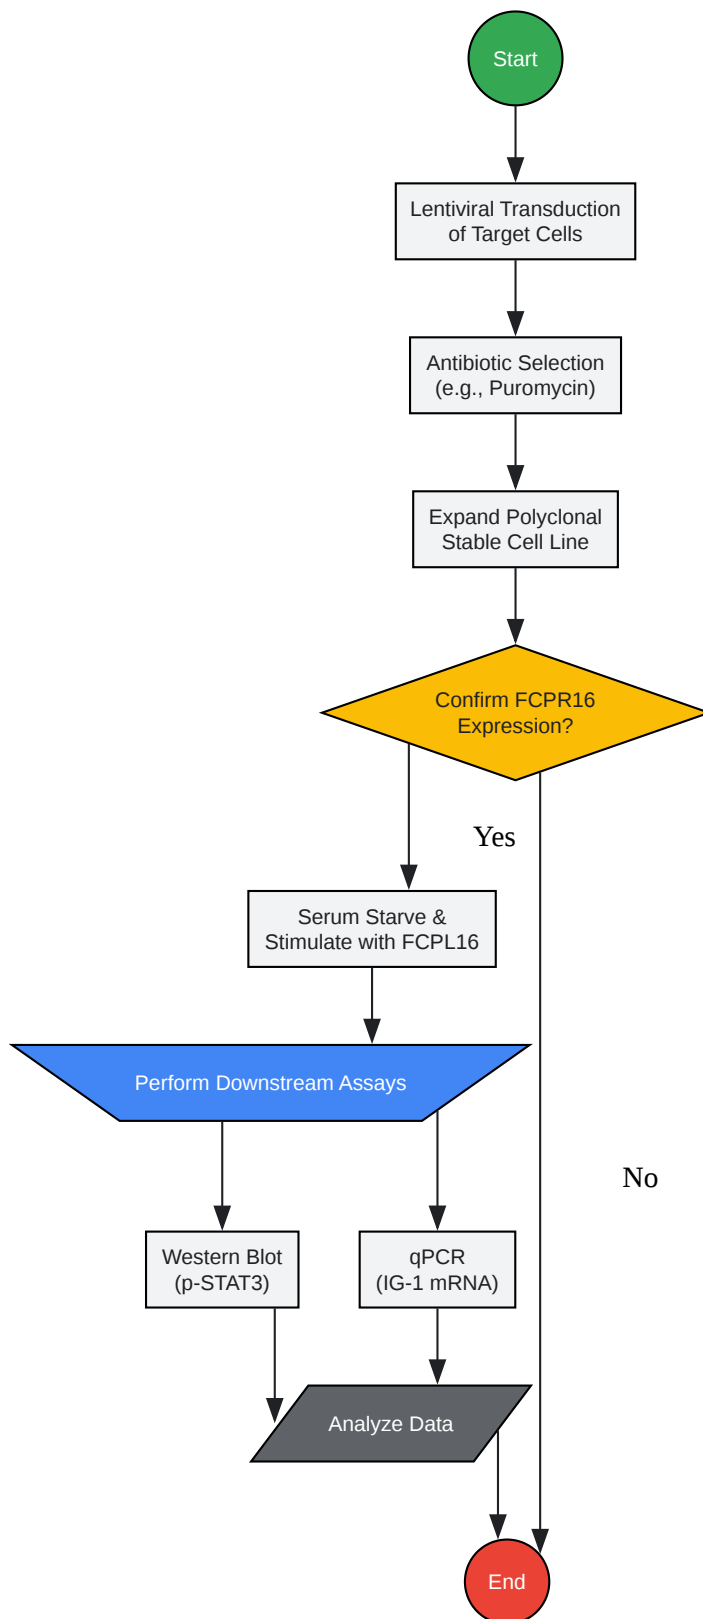 Start
Lentiviral Transduction
of Target Cells
Antibiotic Selection
(e.g., Puromycin)
Expand Polyclonal
Stable Cell Line
Confirm FCPR16
Expression?
Yes
Serum Starve &
Stimulate with FCPL16
Perform Downstream Assays
No
Western Blot
(p-STAT3)
qPCR
(IG-1 mRNA)
Analyze Data
End